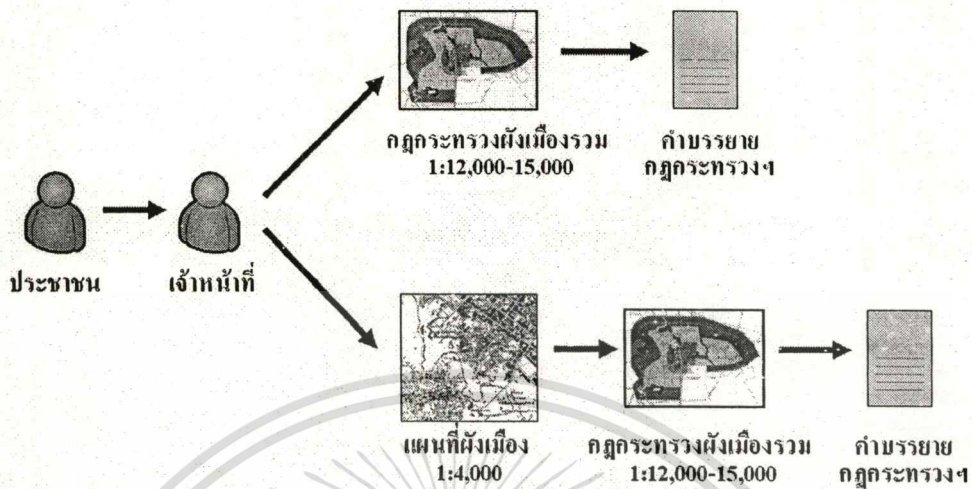 กฎกระทรวงผังเมืองรวม
1:12,000-15,000
คำบรรยาย
กฎกระทรวงฯ
ประชาชน
เจ้าหน้าที่
แผนที่ผังเมือง
1:4,000
กฎกระทรวงผังเมืองรวม
1:12,000-15,000
คำบรรยาย
กฎกระทรวงฯ